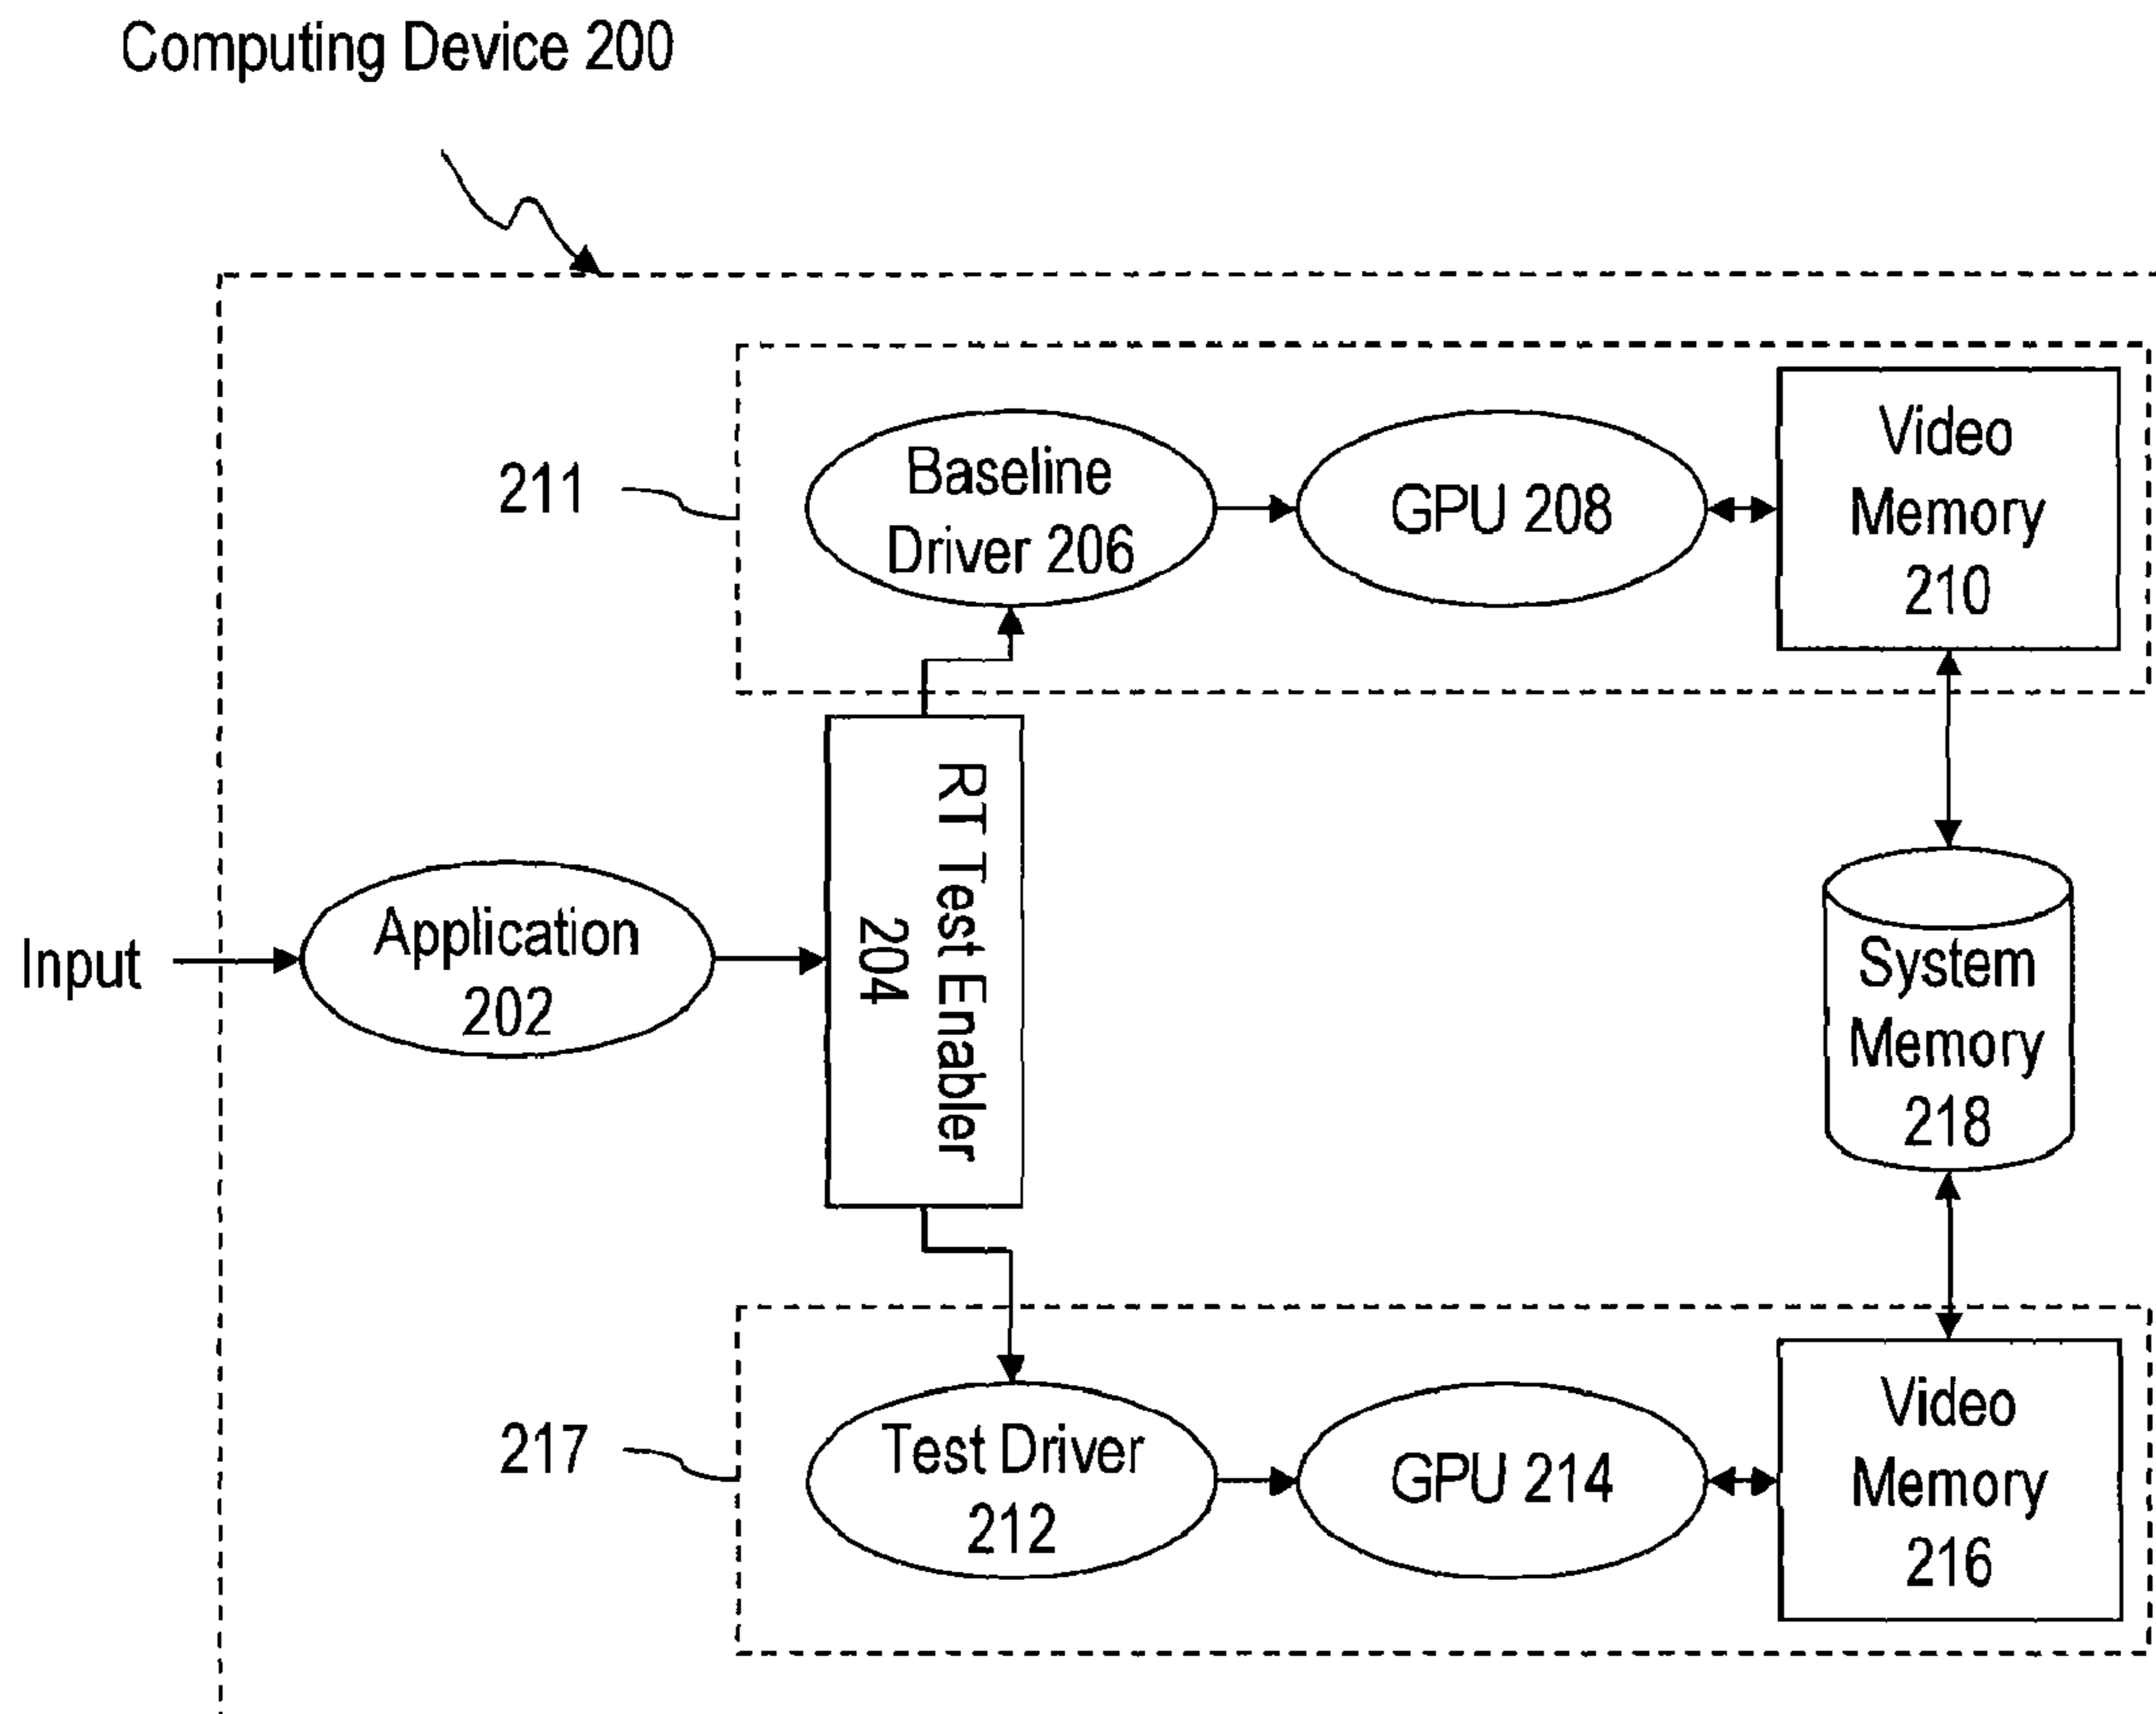 Computing Device 200
211
Baseline
Driver 206
GPU 208
Video
Memory
210
Input
Application
202
RT Test Enabler
204
System
Memory
218
217
Test Driver
212
GPU 214
Video
Memory
216